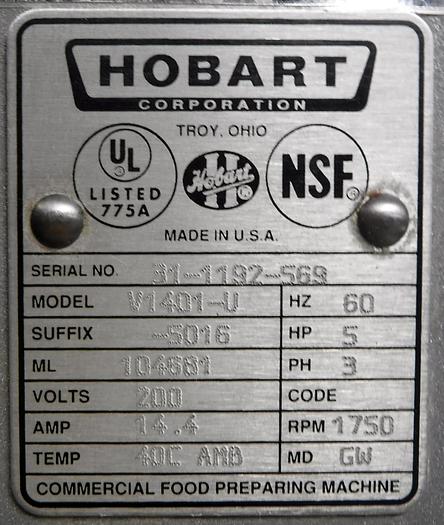 HOBART
CORPORATION
TROY, OHIO
UL
LISTED
775A
Hobart ®
NSF®
MADE IN U.S.A.
SERIAL NO. 31-1192-569
MODEL V1401-U HZ 60
SUFFIX -5016 HP 5
ML 104681 PH 3
VOLTS 200 CODE
AMP 14.4 RPM 1750
TEMP 40C AMB MD GW
COMMERCIAL FOOD PREPARING MACHINE